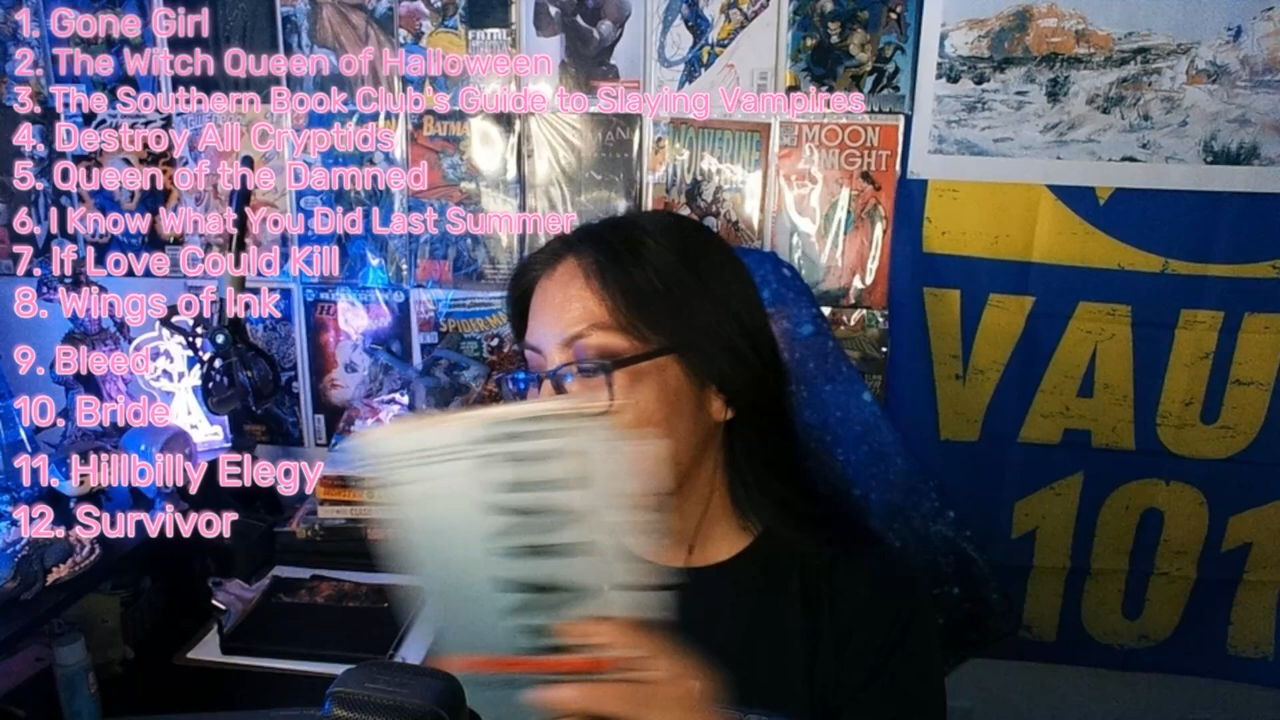 1. Gone Girl
2. The Witch Queen of Halloween
3. The Southern Book Club's Guide to Slaying Vampires
4. Destroy All Cryptids
5. Queen of the Damned
6. I Know What You Did Last Summer
7. If Love Could Kill
8. Wings of Ink
9. Bleed
10. Bride
11. Hillbilly Elegy
12. Survivor
BATMA
WOLVERINE
MOON
KNIGHT
SPIDER-MAN
VAU
101